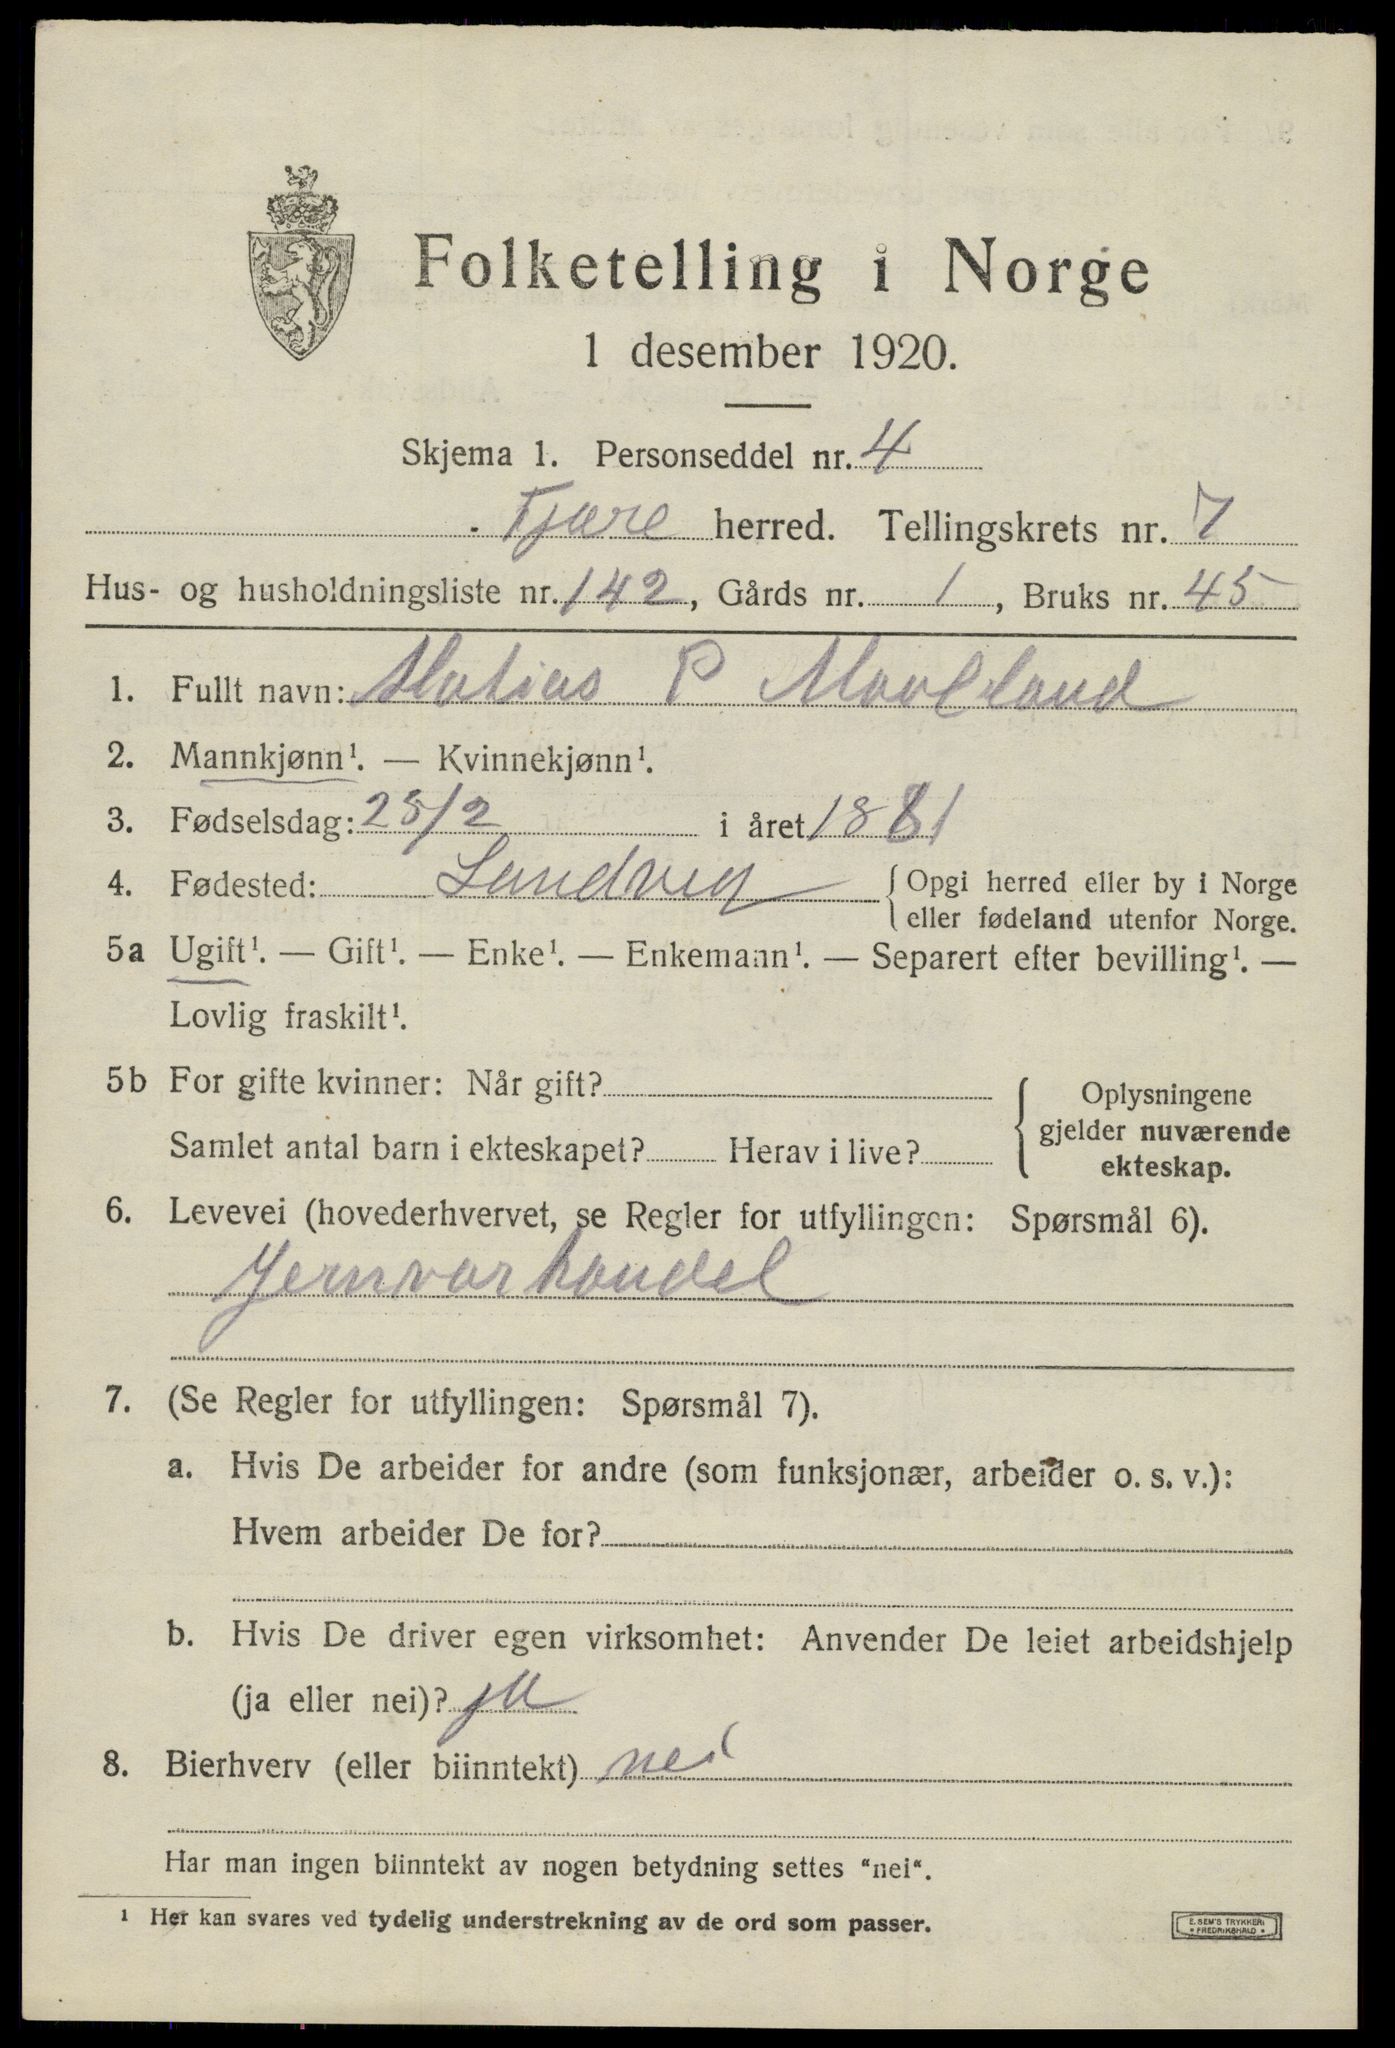 Folketelling i Norge
1 desember 1920.
Skjema 1. Personseddel nr. 4
Fjære herred. Tellingskrets nr. 7
Hus- og husholdningsliste nr. 142, Gårds nr. 1, Bruks nr. 45
1. Fullt navn: Matias P Morland
2. Mannkjønn¹. — Kvinnekjønn¹.
3. Fødselsdag: 23/2 i året 1881
4. Fødested: Landvig { Opgi herred eller by i Norge
eller fødeland utenfor Norge.
5a Ugift¹. — Gift¹. — Enke¹. — Enkemann¹. — Separert efter bevilling¹. —
Lovlig fraskilt¹.
5b For gifte kvinner: Når gift?
Samlet antal barn i ekteskapet? Herav i live?
{ Oplysningene
gjelder nuværende
ekteskap.
6. Levevei (hovederhvervet, se Regler for utfyllingen: Spørsmål 6).
Jernvarhandel
7. (Se Regler for utfyllingen: Spørsmål 7).
a. Hvis De arbeider for andre (som funksjonær, arbeider o. s. v.):
Hvem arbeider De for?
b. Hvis De driver egen virksomhet: Anvender De leiet arbeidshjelp
(ja eller nei)? ja
8. Bierhverv (eller biinntekt) nei
Har man ingen biinntekt av nogen betydning settes "nei".
¹ Her kan svares ved tydelig understrekning av de ord som passer.
E. SEM'S TRYKKERI
• FREDRIKSHALD •